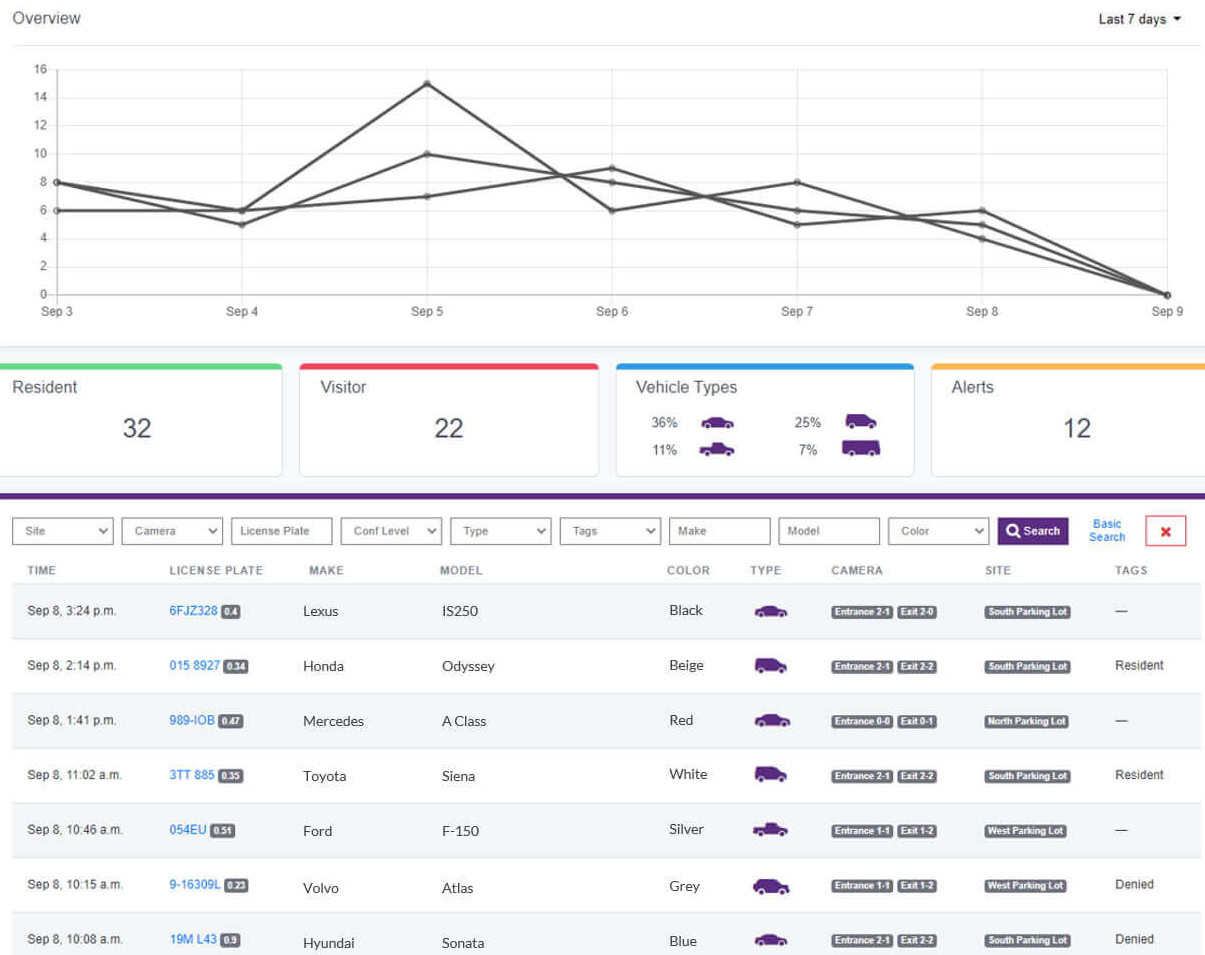 Overview
Last 7 days
16
14
12
10
8
6
4
2
0
Sep 3 Sep 4 Sep 5 Sep 6 Sep 7 Sep 8 Sep 9
Resident Visitor Vehicle Types Alerts
32 22 36% 25% 12
11% 7%
Site Camera License Plate Conf Level Type Tags Make Model Color Search Basic Search
TIME LICENSE PLATE MAKE MODEL COLOR TYPE CAMERA SITE TAGS
Sep 8, 3:24 p.m. 6FJZ328 0.4 Lexus IS250 Black Entrance 2-1 Exit 2-0 South Parking Lot —
Sep 8, 2:14 p.m. 015 8927 0.34 Honda Odyssey Beige Entrance 2-1 Exit 2-2 South Parking Lot Resident
Sep 8, 1:41 p.m. 989-IOB 0.47 Mercedes A Class Red Entrance 0-0 Exit 0-1 North Parking Lot —
Sep 8, 11:02 a.m. 3TT 885 0.35 Toyota Siena White Entrance 2-1 Exit 2-2 South Parking Lot Resident
Sep 8, 10:46 a.m. 054EU 0.51 Ford F-150 Silver Entrance 1-1 Exit 1-2 West Parking Lot —
Sep 8, 10:15 a.m. 9-16309L 0.23 Volvo Atlas Grey Entrance 1-1 Exit 1-2 West Parking Lot Denied
Sep 8, 10:08 a.m. 19M L43 0.9 Hyundai Sonata Blue Entrance 2-1 Exit 2-2 South Parking Lot Denied